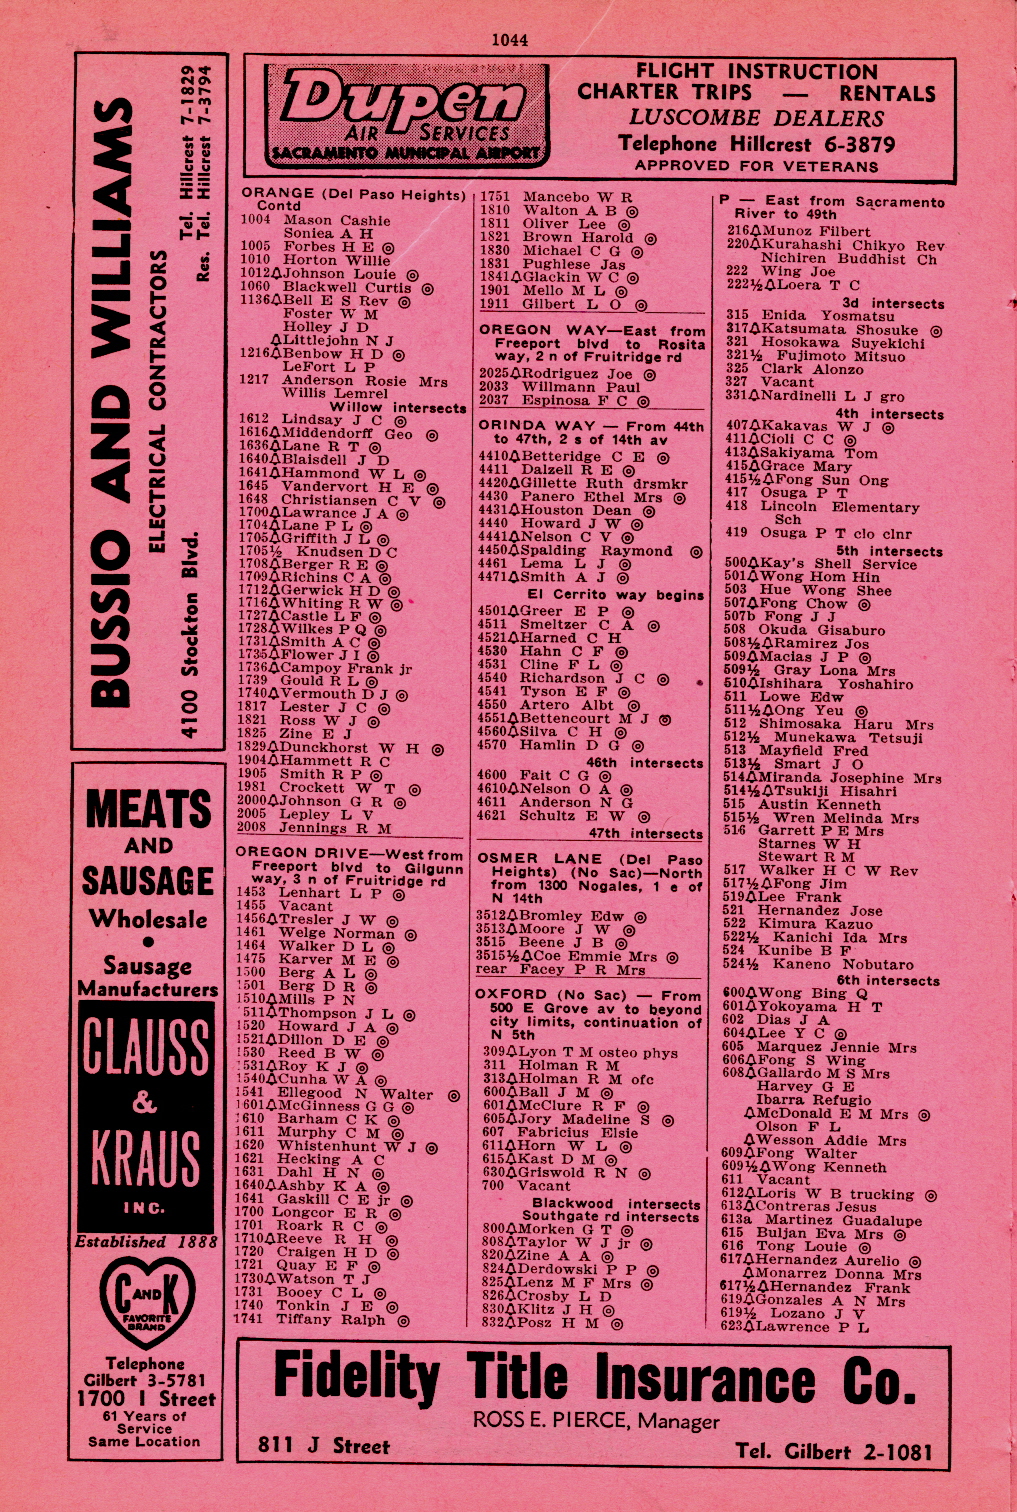 1044
BUSSIO AND WILLIAMS
ELECTRICAL CONTRACTORS
4100 Stockton Blvd.
Tel. Hillcrest 7-1829
Res. Tel. Hillcrest 7-3794
MEATS
AND
SAUSAGE
Wholesale
●
Sausage
Manufacturers
CLAUSS
&
KRAUS
INC.
Established 1888
C AND K
FAVORITE
BRAND
Telephone
Gilbert 3-5781
1700 I Street
61 Years of
Service
Same Location
Dupen
AIR SERVICES
SACRAMENTO MUNICIPAL AIRPORT
FLIGHT INSTRUCTION
CHARTER TRIPS — RENTALS
LUSCOMBE DEALERS
Telephone Hillcrest 6-3879
APPROVED FOR VETERANS
ORANGE (Del Paso Heights)
Contd
1004 Mason Cashie
Soniea A H
1005 Forbes H E ◎
1010 Horton Willie
1012△Johnson Louie ◎
1060 Blackwell Curtis ◎
1136△Bell E S Rev ◎
Foster W M
Holley J D
△Littlejohn N J
1216△Benbow H D ◎
LeFort L P
1217 Anderson Rosie Mrs
Willis Lemrel
Willow intersects
1612 Lindsay J C ◎
1616△Middendorff Geo ◎
1636△Lane R T ◎
1640△Blaisdell J D
1641△Hammond W L ◎
1645 Vandervort H E ◎
1648 Christiansen C V ◎
1700△Lawrance J A ◎
1704△Lane P L ◎
1705△Griffith J L ◎
1705½ Knudsen D C
1708△Berger R E ◎
1709△Richins C A ◎
1712△Gerwick H D ◎
1716△Whiting R W ◎
1727△Castle L F ◎
1728△Wilkes P Q ◎
1731△Smith A C ◎
1735△Flower J I ◎
1736△Campoy Frank jr
1739 Gould R L ◎
1740△Vermouth D J ◎
1817 Lester J C ◎
1821 Ross W J ◎
1825 Zine E J
1829△Dunckhorst W H ◎
1904△Hammett R C
1905 Smith R P ◎
1981 Crockett W T ◎
2000△Johnson G R ◎
2005 Lepley L V
2008 Jennings R M
OREGON DRIVE—West from
Freeport blvd to Gilgunn
way, 3 n of Fruitridge rd
1453 Lenhart L P ◎
1455 Vacant
1456△Tresler J W ◎
1461 Welge Norman ◎
1464 Walker D L ◎
1475 Karver M E ◎
1500 Berg A L ◎
1501 Berg D R ◎
1510△Mills P N
1511△Thompson J L ◎
1520 Howard J A ◎
1521△Dillon D E ◎
1530 Reed B W ◎
1531△Roy K J ◎
1540△Cunha W A ◎
1541 Ellegood N Walter ◎
1601△McGinness G G ◎
1610 Barham C K ◎
1611 Murphy C M ◎
1620 Whistenhunt W J ◎
1621 Hecking A C
1631 Dahl H N ◎
1640△Ashby K A ◎
1641 Gaskill C E jr ◎
1700 Longcor E R ◎
1701 Roark R C ◎
1710△Reeve R H ◎
1720 Craigen H D ◎
1721 Quay E F ◎
1730△Watson T J
1731 Booey C L ◎
1740 Tonkin J E ◎
1741 Tiffany Ralph ◎
1751 Mancebo W R
1810 Walton A B ◎
1811 Oliver Lee ◎
1821 Brown Harold ◎
1830 Michael C G ◎
1831 Pughlese Jas
1841△Glackin W C ◎
1901 Mello M L ◎
1911 Gilbert L O ◎
OREGON WAY—East from
Freeport blvd to Rosita
way, 2 n of Fruitridge rd
2025△Rodriguez Joe ◎
2033 Willmann Paul
2037 Espinosa F C ◎
ORINDA WAY — From 44th
to 47th, 2 s of 14th av
4410△Betteridge C E ◎
4411 Dalzell R E ◎
4420△Gillette Ruth drsmkr
4430 Panero Ethel Mrs ◎
4431△Houston Dean ◎
4440 Howard J W ◎
4441△Nelson C V ◎
4450△Spalding Raymond ◎
4461 Lema L J ◎
4471△Smith A J ◎
El Cerrito way begins
4501△Greer E P ◎
4511 Smeltzer C A ◎
4521△Harned C H
4530 Hahn C F ◎
4531 Cline F L ◎
4540 Richardson J C ◎
4541 Tyson E F ◎
4550 Artero Albt ◎
4551△Bettencourt M J ◎
4560△Silva C H ◎
4570 Hamlin D G ◎
46th intersects
4600 Fait C G ◎
4610△Nelson O A ◎
4611 Anderson N G
4621 Schultz E W ◎
47th intersects
OSMER LANE (Del Paso
Heights) (No Sac)—North
from 1300 Nogales, 1 e of
N 14th
3512△Bromley Edw ◎
3513△Moore J W ◎
3515 Beene J B ◎
3515½△Coe Emmie Mrs ◎
rear Facey P R Mrs
OXFORD (No Sac) — From
500 E Grove av to beyond
city limits, continuation of
N 5th
309△Lyon T M osteo phys
311 Holman R M
313△Holman R M ofc
600△Ball J M ◎
601△McClure R F ◎
605△Jory Madeline S ◎
607 Fabricius Elsie
611△Horn W L ◎
615△Kast D M ◎
630△Griswold R N ◎
700 Vacant
Blackwood intersects
Southgate rd intersects
800△Morken G T ◎
808△Taylor W J jr ◎
820△Zine A A ◎
824△Derdowski P P ◎
825△Lenz M F Mrs ◎
826△Crosby L D
830△Klitz J H ◎
832△Posz H M ◎
P — East from Sacramento
River to 49th
216△Munoz Filbert
220△Kurahashi Chikyo Rev
Nichiren Buddhist Ch
222 Wing Joe
222½△Loera T C
3d intersects
315 Enida Yosmatsu
317△Katsumata Shosuke ◎
321 Hosokawa Suyekichi
321½ Fujimoto Mitsuo
325 Clark Alonzo
327 Vacant
331△Nardinelli L J gro
4th intersects
407△Kakavas W J ◎
411△Cioli C C ◎
413△Sakiyama Tom
415△Grace Mary
415½△Fong Sun Ong
417 Osuga P T
418 Lincoln Elementary
Sch
419 Osuga P T clo clnr
5th intersects
500△Kay's Shell Service
501△Wong Hom Hin
503 Hue Wong Shee
507△Fong Chow ◎
507b Fong J J
508 Okuda Gisaburo
508½△Ramirez Jos
509△Macias J P ◎
509½ Gray Lona Mrs
510△Ishihara Yoshahiro
511 Lowe Edw
511½△Ong Yeu ◎
512 Shimosaka Haru Mrs
512½ Munekawa Tetsuji
513 Mayfield Fred
513½ Smart J O
514△Miranda Josephine Mrs
514½△Tsukiji Hisahri
515 Austin Kenneth
515½ Wren Melinda Mrs
516 Garrett P E Mrs
Starnes W H
Stewart R M
517 Walker H C W Rev
517½△Fong Jim
519△Lee Frank
521 Hernandez Jose
522 Kimura Kazuo
522½ Kanichi Ida Mrs
524 Kunibe B F
524½ Kaneno Nobutaro
6th intersects
600△Wong Bing Q
601△Yokoyama H T
602 Dias J A
604△Lee Y C ◎
605 Marquez Jennie Mrs
606△Fong S Wing
608△Gallardo M S Mrs
Harvey G E
Ibarra Refugio
△McDonald E M Mrs ◎
Olson F L
△Wesson Addie Mrs
609△Fong Walter
609½△Wong Kenneth
611 Vacant
612△Loris W B trucking ◎
613△Contreras Jesus
613a Martinez Guadalupe
615 Buljan Eva Mrs ◎
616 Tong Louie ◎
617△Hernandez Aurelio ◎
△Monarrez Donna Mrs
617½△Hernandez Frank
619△Gonzales A N Mrs
619½ Lozano J V
623△Lawrence P L
Fidelity Title Insurance Co.
ROSS E. PIERCE, Manager
811 J Street
Tel. Gilbert 2-1081